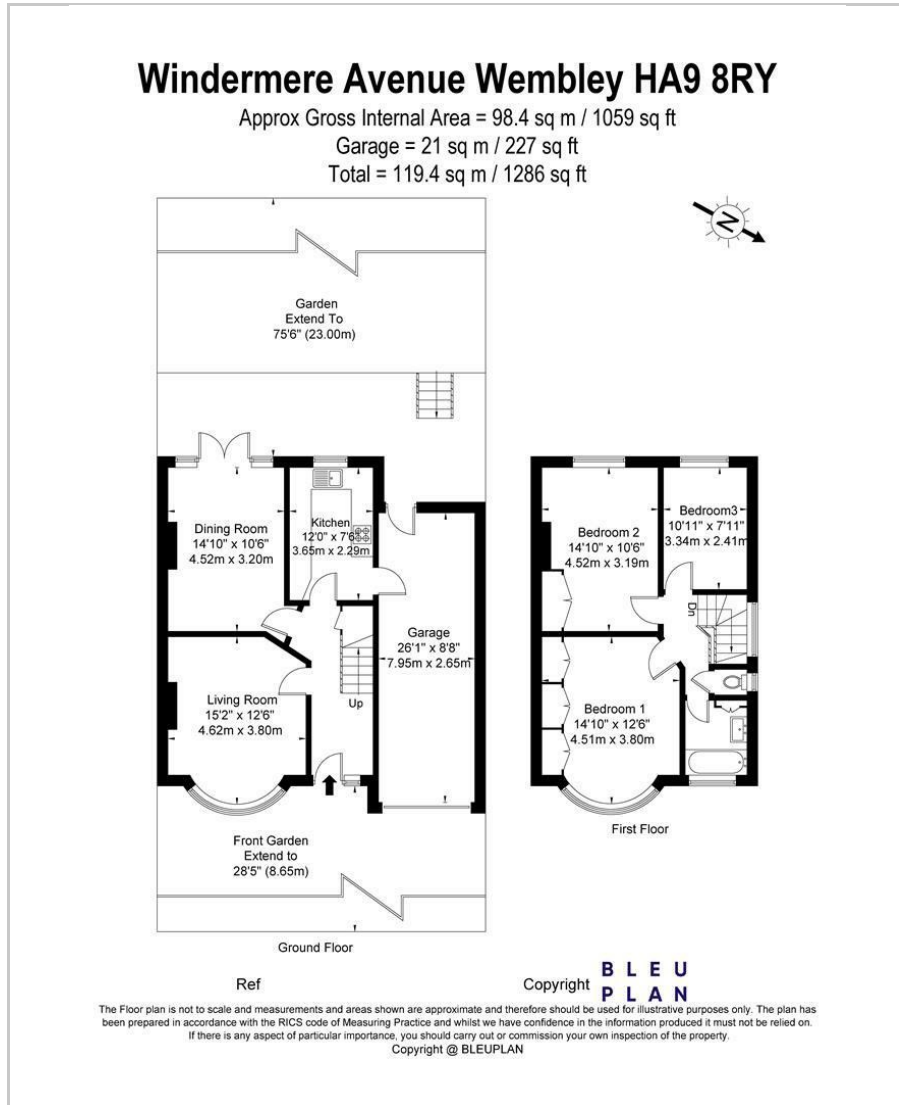 Windermere Avenue Wembley HA9 8RY
Approx Gross Internal Area = 98.4 sq m / 1059 sq ft
Garage = 21 sq m / 227 sq ft
Total = 119.4 sq m / 1286 sq ft
N
Garden
Extend To
75'6" (23.00m)
Dining Room
14'10" x 10'6"
4.52m x 3.20m
Kitchen
12'0" x 7'6"
3.65m x 2.29m
Garage
26'1" x 8'8"
7.95m x 2.65m
Living Room
15'2" x 12'6"
4.62m x 3.80m
Up
Front Garden
Extend to
28'5" (8.65m)
Ground Floor
Bedroom 2
14'10" x 10'6"
4.52m x 3.19m
Bedroom3
10'11" x 7'11"
3.34m x 2.41m
Dn
Bedroom 1
14'10" x 12'6"
4.51m x 3.80m
First Floor
Ref
Copyright
BLEU
PLAN
The Floor plan is not to scale and measurements and areas shown are approximate and therefore should be used for illustrative purposes only. The plan has
been prepared in accordance with the RICS code of Measuring Practice and whilst we have confidence in the information produced it must not be relied on.
If there is any aspect of particular importance, you should carry out or commission your own inspection of the property.
Copyright @ BLEUPLAN